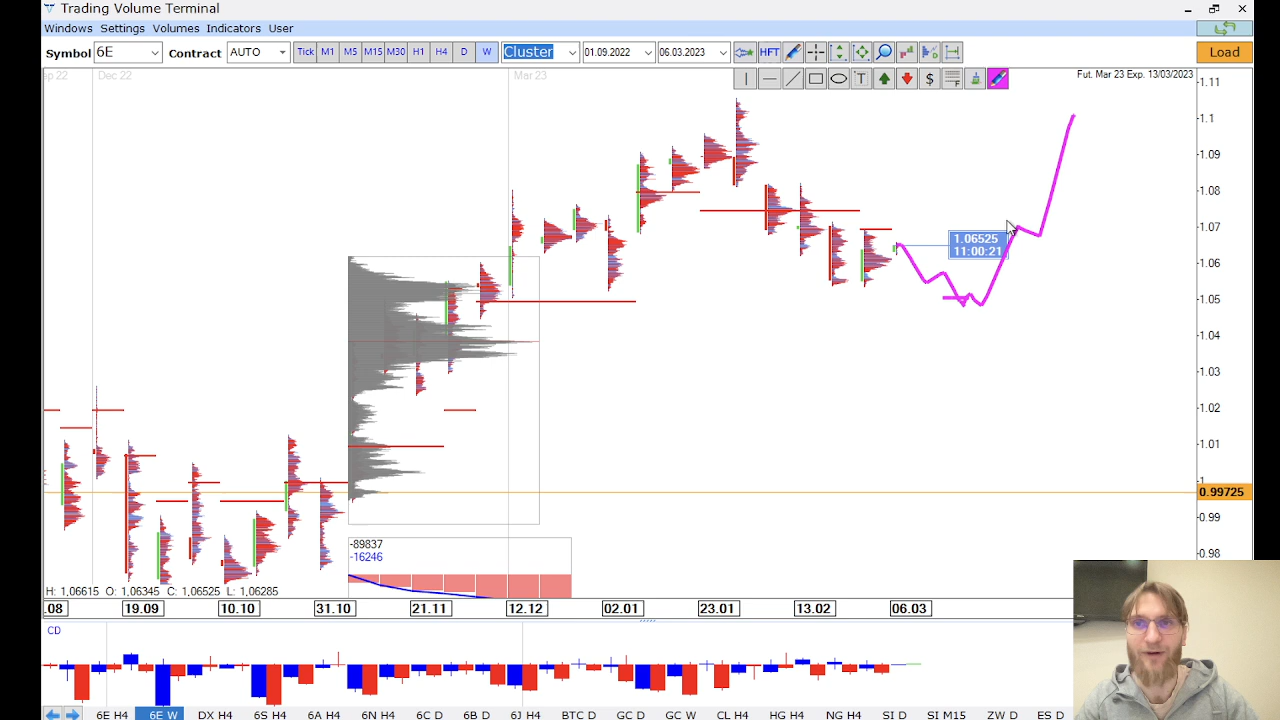 Trading Volume Terminal
Windows Settings Volumes Indicators User
Symbol 6E Contract AUTO Tick M1 M5 M15 M30 H1 H4 D W Cluster 01.09.2022 06.03.2023 HFT Load
Dec 22 Mar 23 T $ F Fut. Mar 23 Exp. 13/03/2023
1.11
1.1
1.09
1.08
1.07
1.06525
11:00:21
1.06
1.05
1.04
1.03
1.02
1.01
1
0.99725
0.99
0.98
-89837
-16246
H: 1,06615 O: 1,06345 C: 1,06525 L: 1,06285
.08 19.09 10.10 31.10 21.11 12.12 02.01 23.01 13.02 06.03
CD
6E H4 6E W DX H4 6S H4 6A H4 6N H4 6C D 6B D 6J H4 BTC D GC D GC W CL H4 HG H4 NG H4 SI D SI M15 ZW D ES D